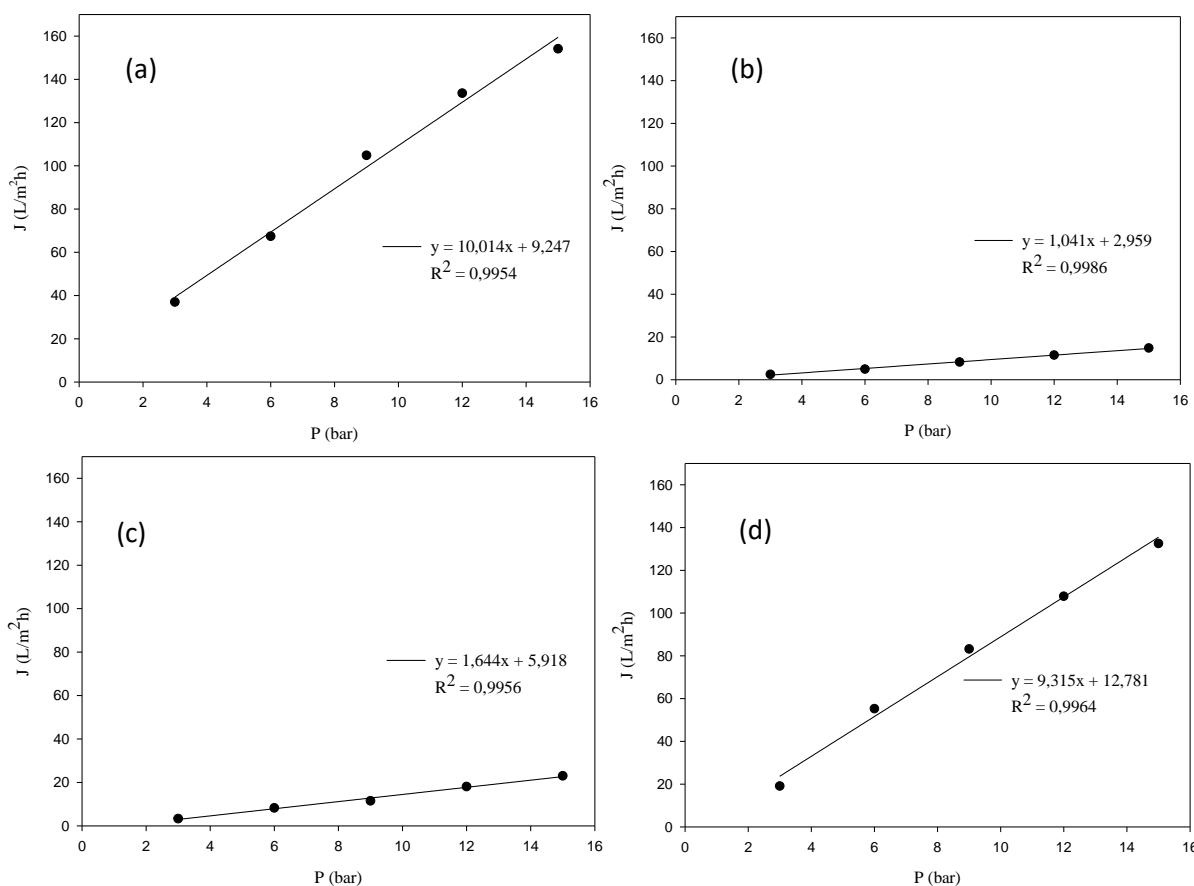 160
140
120
100
80
60
40
20
0
J (L/m²h)
(a)
y = 10,014x + 9,247
R² = 0,9954
0 2 4 6 8 10 12 14 16
P (bar)
160
140
120
100
80
60
40
20
0
J (L/m²h)
(b)
y = 1,041x + 2,959
R² = 0,9986
0 2 4 6 8 10 12 14 16
P (bar)
160
140
120
100
80
60
40
20
0
J (L/m²h)
(c)
y = 1,644x + 5,918
R² = 0,9956
0 2 4 6 8 10 12 14 16
P (bar)
160
140
120
100
80
60
40
20
0
J (L/m²h)
(d)
y = 9,315x + 12,781
R² = 0,9964
0 2 4 6 8 10 12 14 16
P (bar)